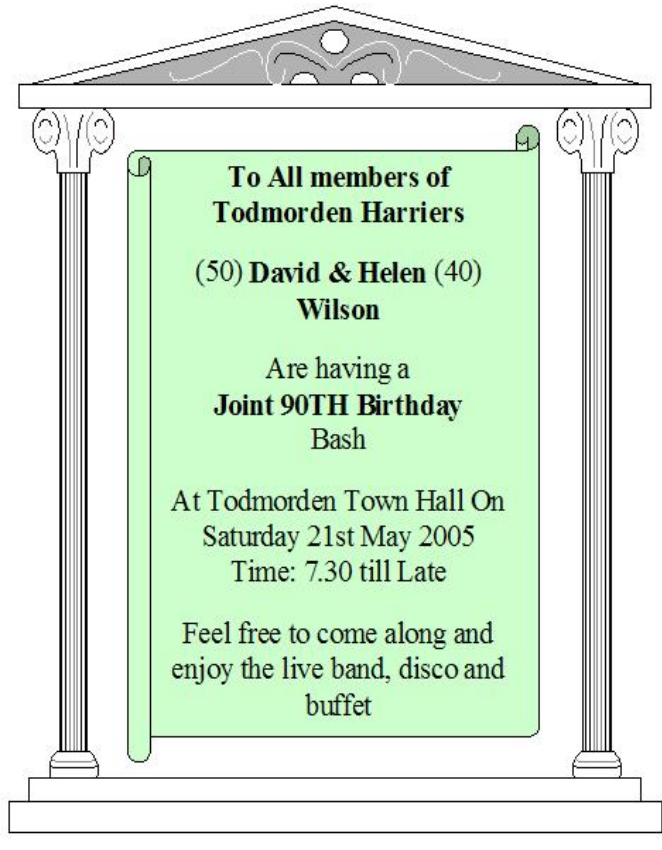 To All members of
Todmorden Harriers
(50) David & Helen (40)
Wilson
Are having a
Joint 90TH Birthday
Bash
At Todmorden Town Hall On
Saturday 21st May 2005
Time: 7.30 till Late
Feel free to come along and
enjoy the live band, disco and
buffet